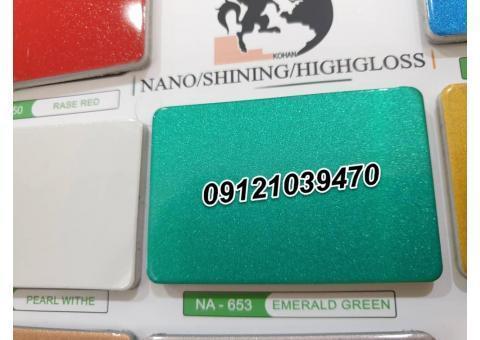 KOHAN
NANO/SHINING/HIGHGLOSS
50 RASE RED
09121039470
PEARL WITHE
NA - 653 EMERALD GREEN